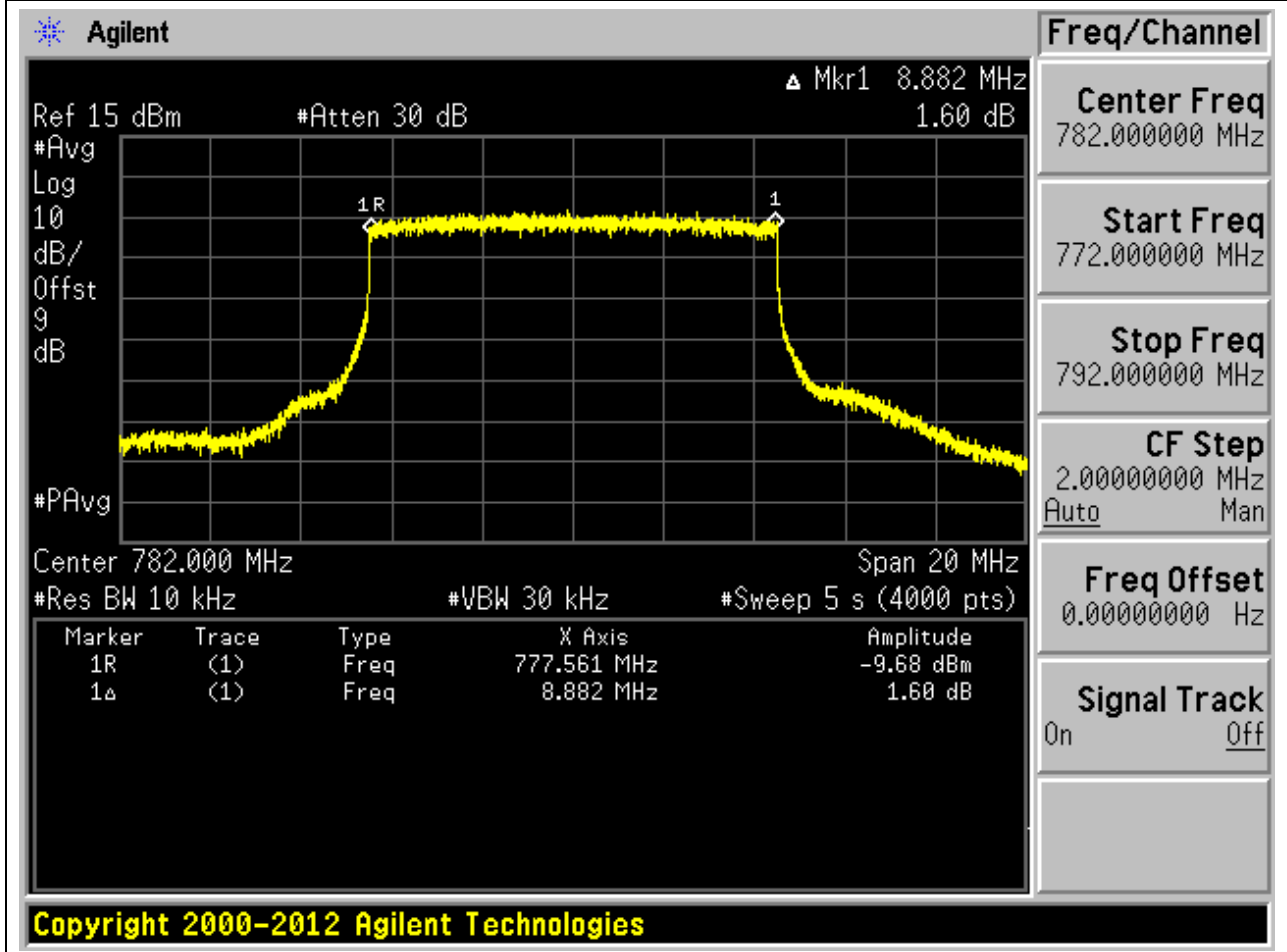 Agilent
Freq/Channel
Δ Mkr1 8.882 MHz
Ref 15 dBm #Atten 30 dB 1.60 dB
#Avg
Log
10
dB/
Offst
9
dB
1R
1
#PAvg
Center 782.000 MHz Span 20 MHz
#Res BW 10 kHz #VBW 30 kHz #Sweep 5 s (4000 pts)
Marker Trace Type X Axis Amplitude
1R (1) Freq 777.561 MHz -9.68 dBm
1Δ (1) Freq 8.882 MHz 1.60 dB
Center Freq
782.000000 MHz
Start Freq
772.000000 MHz
Stop Freq
792.000000 MHz
CF Step
2.00000000 MHz
Auto Man
Freq Offset
0.00000000 Hz
Signal Track
On Off
Copyright 2000-2012 Agilent Technologies